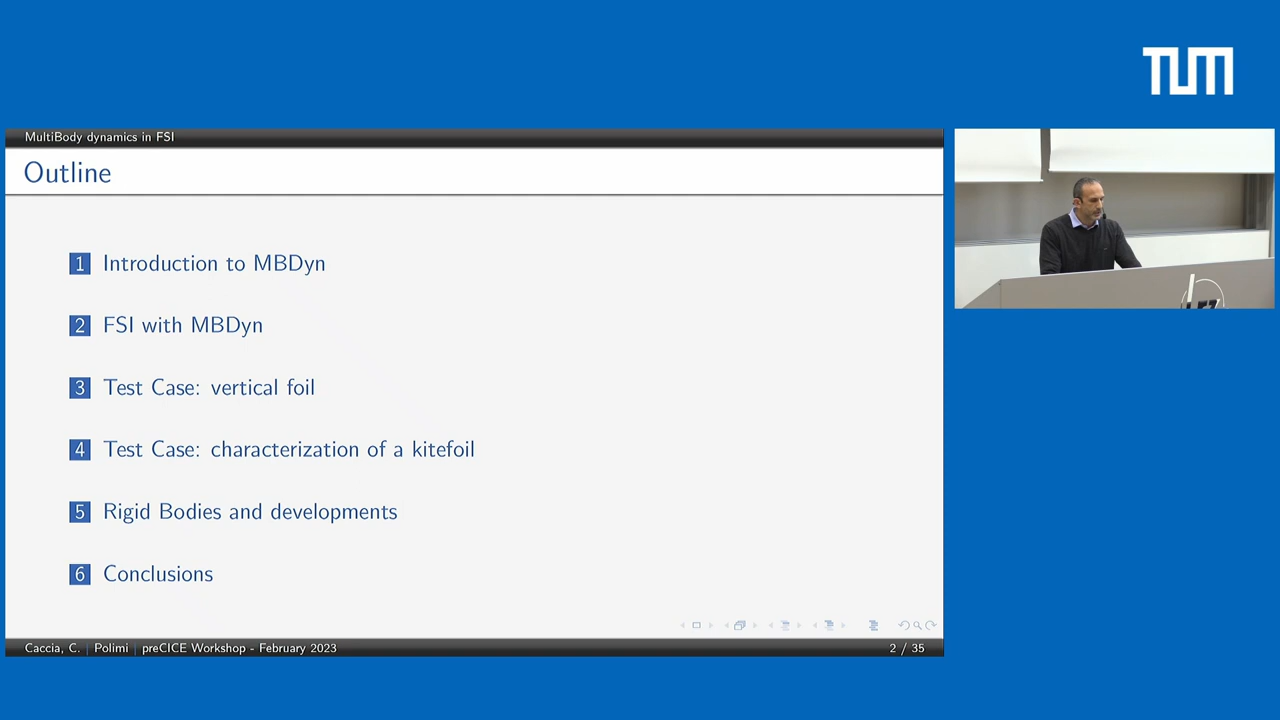 TUM
MultiBody dynamics in FSI
Outline
1 Introduction to MBDyn
2 FSI with MBDyn
3 Test Case: vertical foil
4 Test Case: characterization of a kitefoil
5 Rigid Bodies and developments
6 Conclusions
Caccia, C. Polimi preCICE Workshop - February 2023 2 / 35